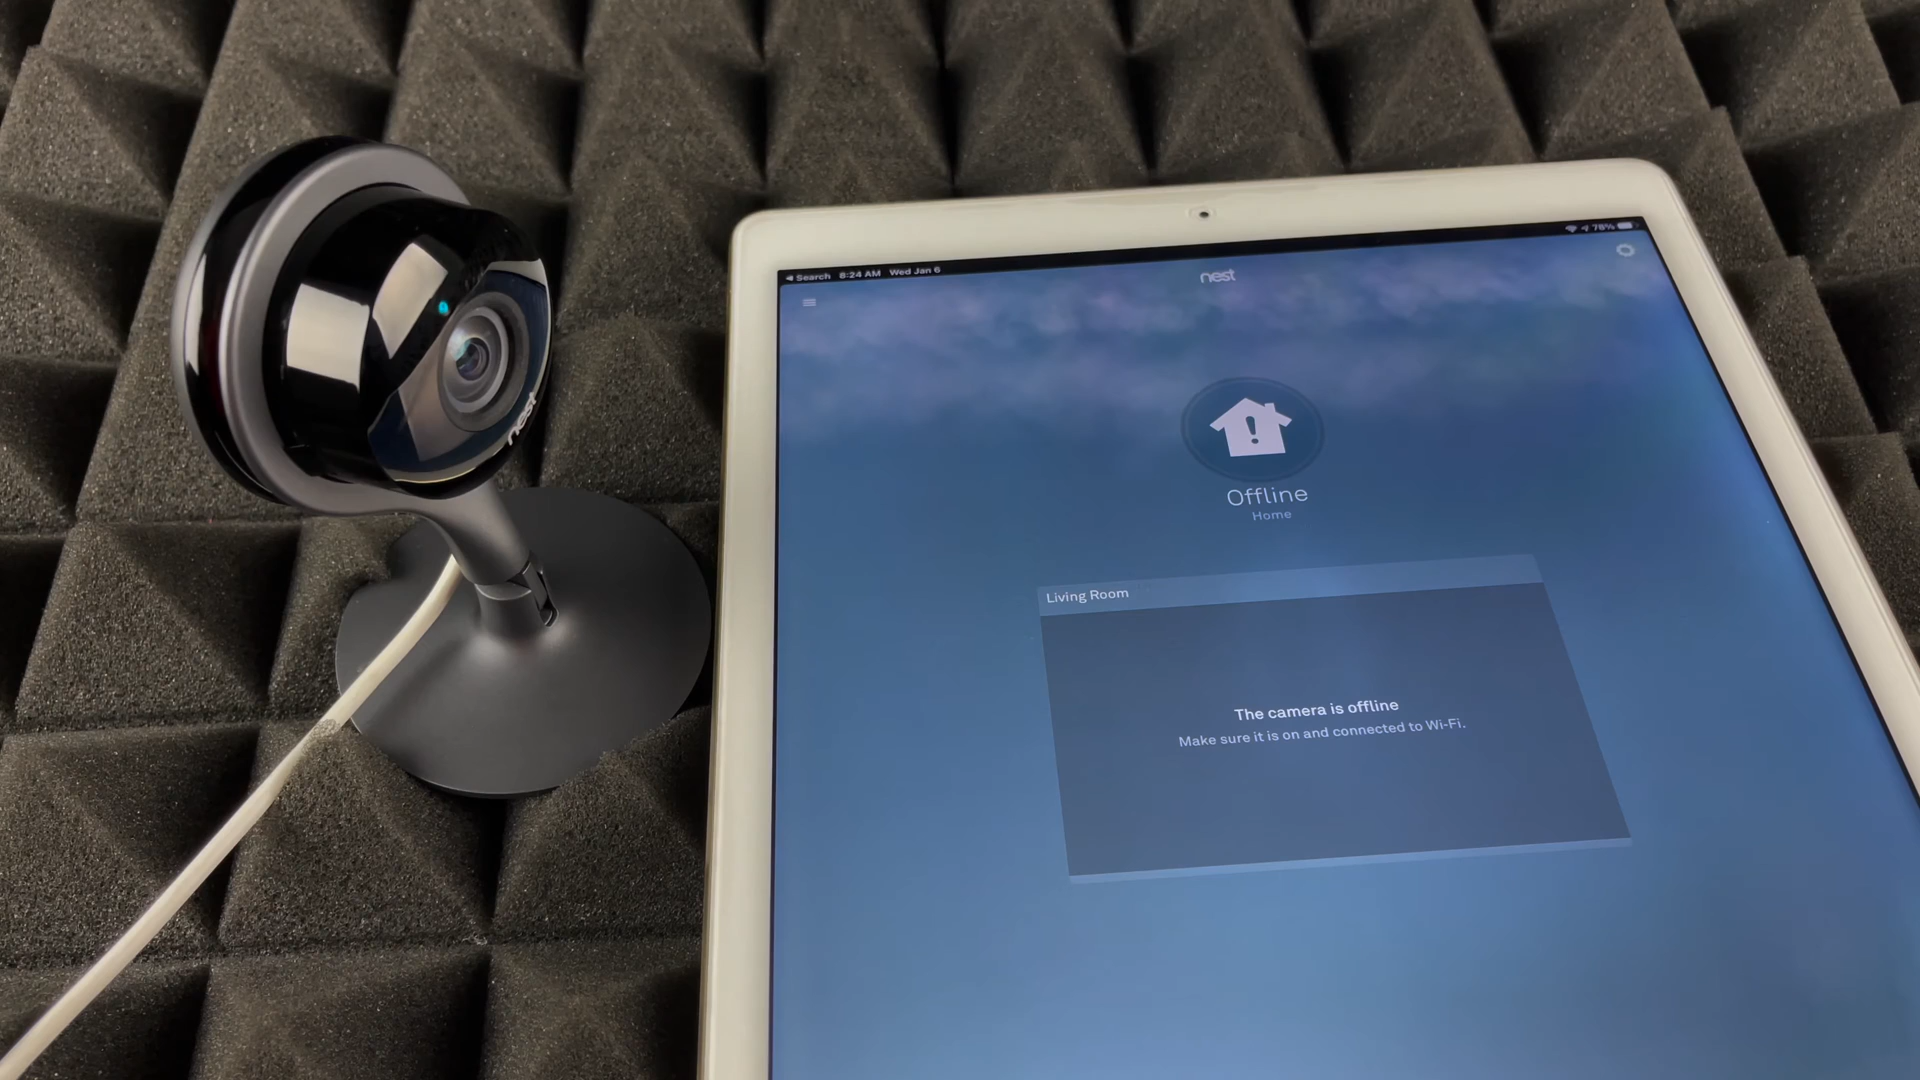 nest
Search 8:24 AM Wed Jan 6
78%
nest
Offline
Home
Living Room
The camera is offline
Make sure it is on and connected to Wi-Fi.